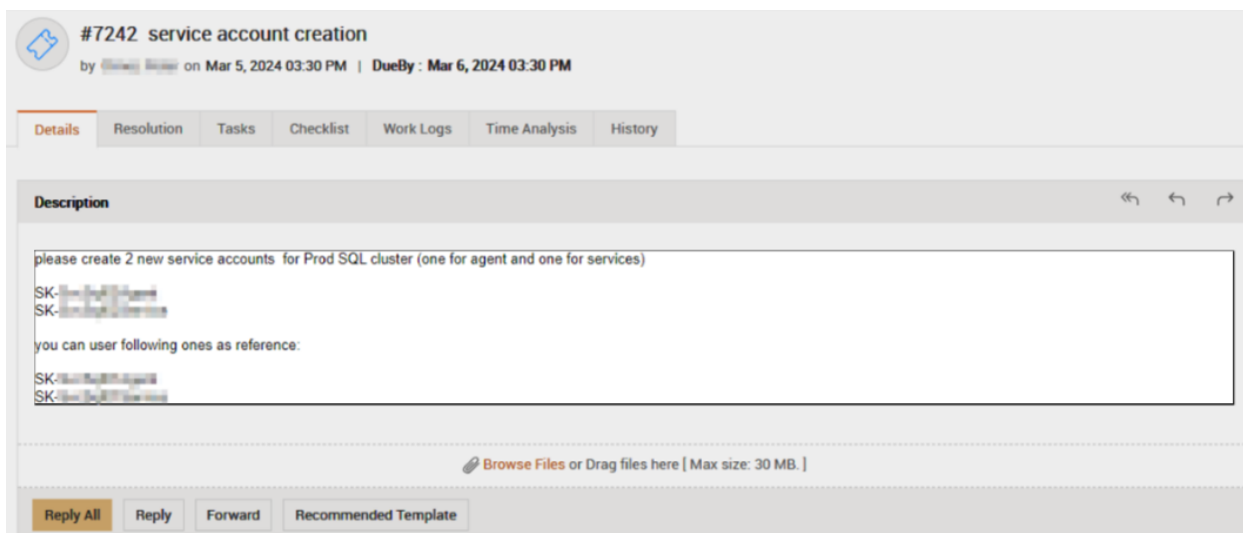 #7242 service account creation
by on Mar 5, 2024 03:30 PM | DueBy : Mar 6, 2024 03:30 PM
Details Resolution Tasks Checklist Work Logs Time Analysis History
Description
please create 2 new service accounts for Prod SQL cluster (one for agent and one for services)
SK-
SK-
you can user following ones as reference:
SK-
SK-
Browse Files or Drag files here [ Max size: 30 MB. ]
Reply All Reply Forward Recommended Template